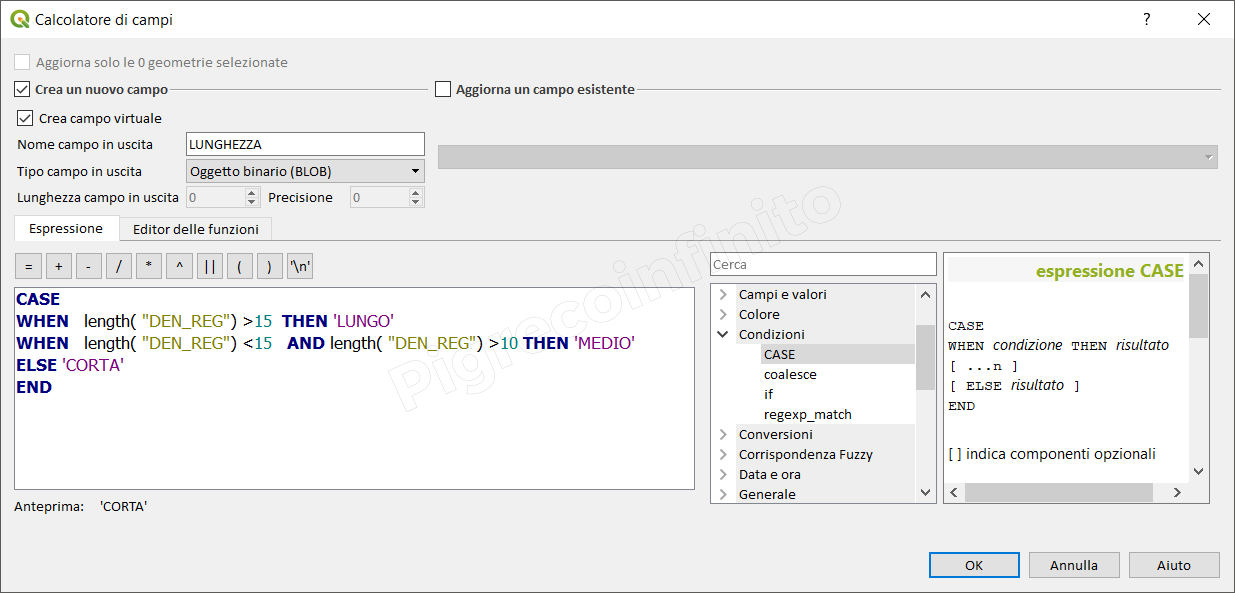 Calcolatore di campi
?
Aggiorna solo le 0 geometrie selezionate
Crea un nuovo campo
Aggiorna un campo esistente
Crea campo virtuale
Nome campo in uscita LUNGHEZZA
Tipo campo in uscita Oggetto binario (BLOB)
Lunghezza campo in uscita 0 Precisione 0
Espressione Editor delle funzioni
= + - / * ^ || ( ) '\n'
CASE
WHEN length( "DEN_REG") >15 THEN 'LUNGO'
WHEN length( "DEN_REG") <15 AND length( "DEN_REG") >10 THEN 'MEDIO'
ELSE 'CORTA'
END
Anteprima: 'CORTA'
Cerca
Campi e valori
Colore
Condizioni
CASE
coalesce
if
regexp_match
Conversioni
Corrispondenza Fuzzy
Data e ora
Generale
espressione CASE
CASE
WHEN condizione THEN risultato
[ ...n ]
[ ELSE risultato ]
END
[ ] indica componenti opzionali
OK Annulla Aiuto
Pigrecoinfinito